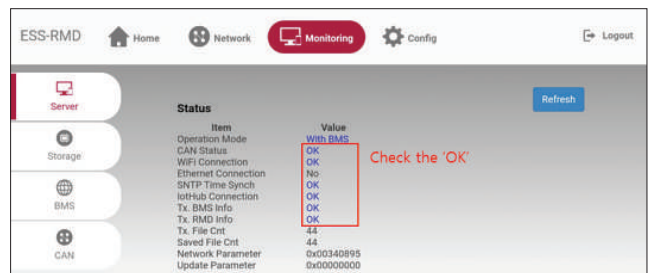 ESS-RMD Home Network Monitoring Config Logout
Server
Storage
BMS
CAN
Refresh
Status
Item Value
Operation Mode With BMS
CAN Status OK
WiFi Connection OK
Ethernet Connection No
SNTP Time Synch OK
IotHub Connection OK
Tx. BMS Info OK
Tx. RMD Info OK
Tx. File Cnt 44
Saved File Cnt 44
Network Parameter 0x00340895
Update Parameter 0x00000000
Check the 'OK'